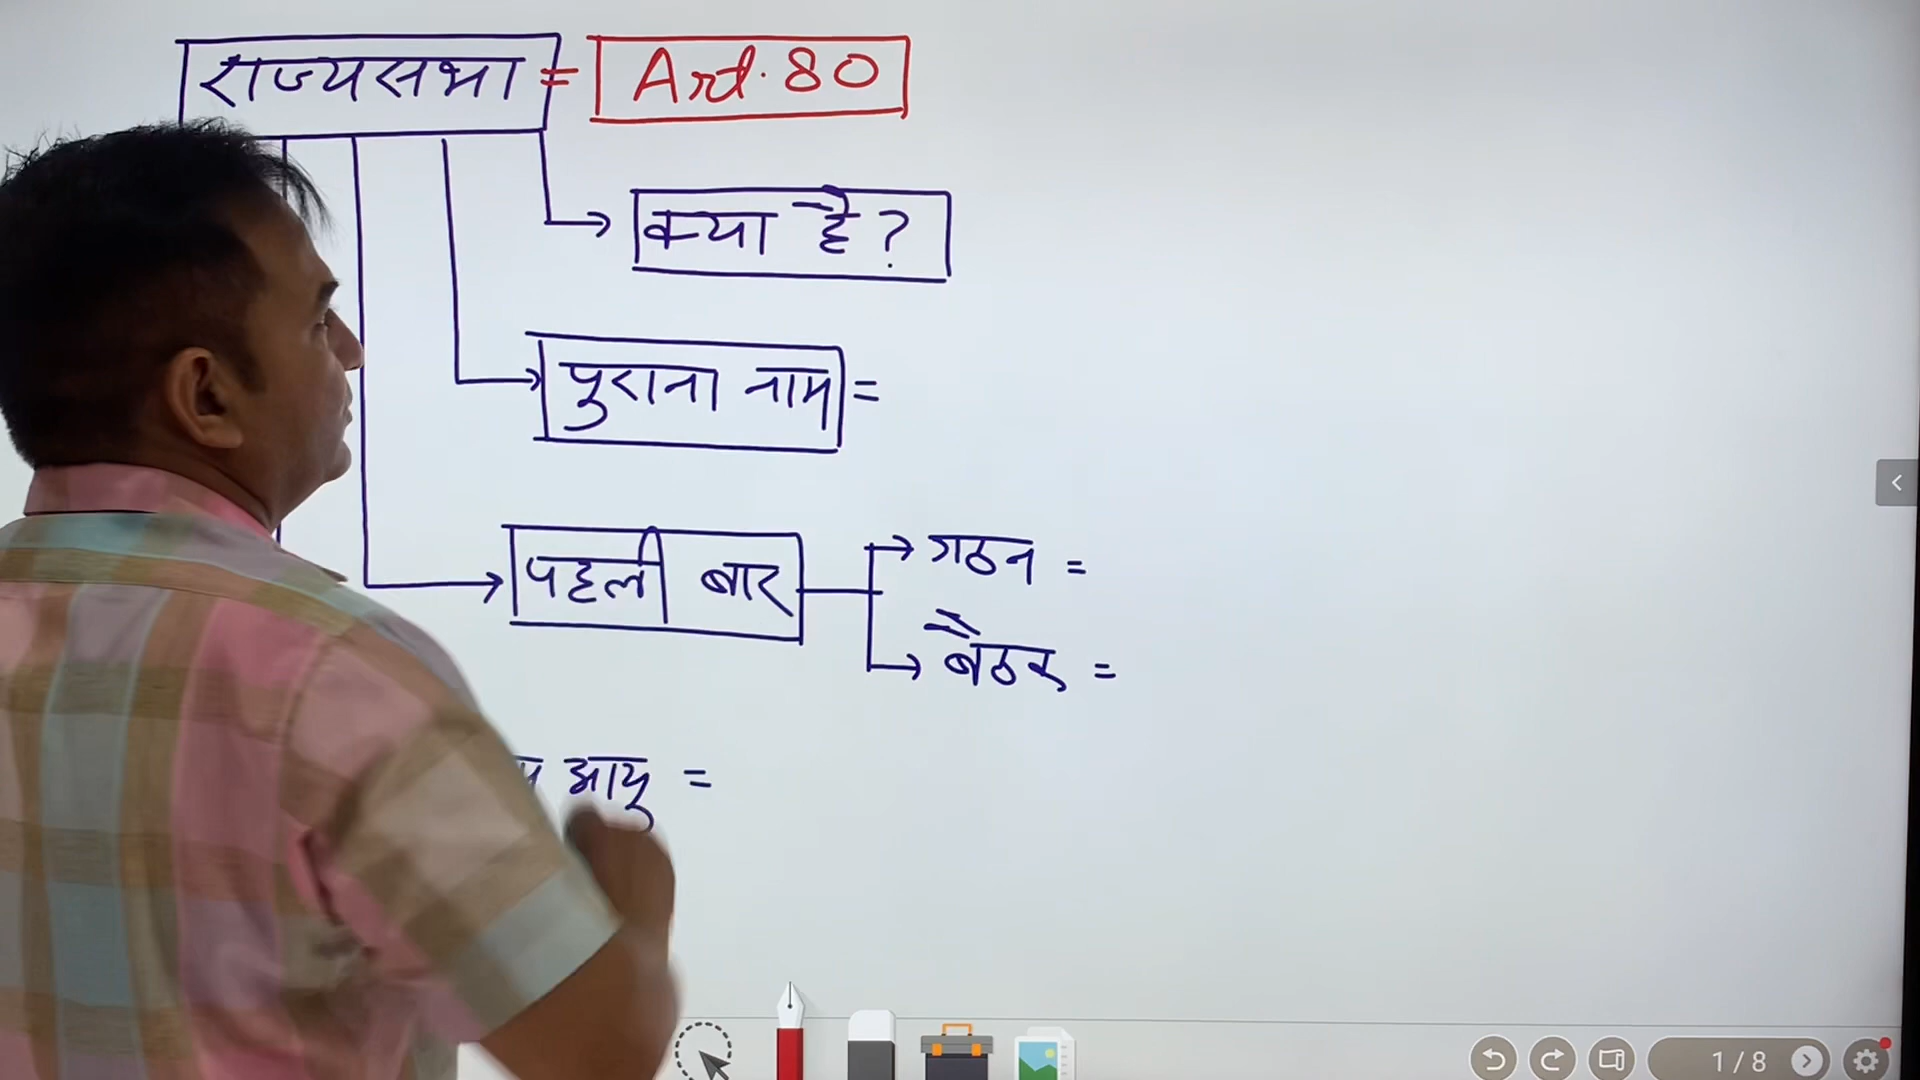 राज्यसभा = Art. 80
क्या है?
पुराना नाम =
पहली बार
गठन =
बैठक =
आयु =
1 / 8